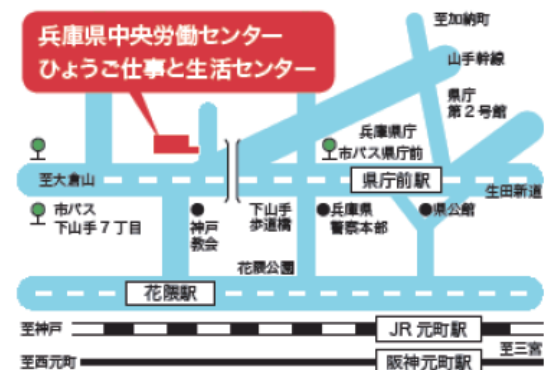 兵庫県中央労働センター
ひょうご仕事と生活センター
至加納町
山手幹線
県庁
第2号館
兵庫県庁
市バス県庁前
至大倉山
県庁前駅
生田新道
市バス
下山手7丁目
神戸
教会
下山手
歩道橋
兵庫県
警察本部
県公館
花隈公園
花隈駅
至神戸
JR 元町駅
至三宮
至西元町
阪神元町駅